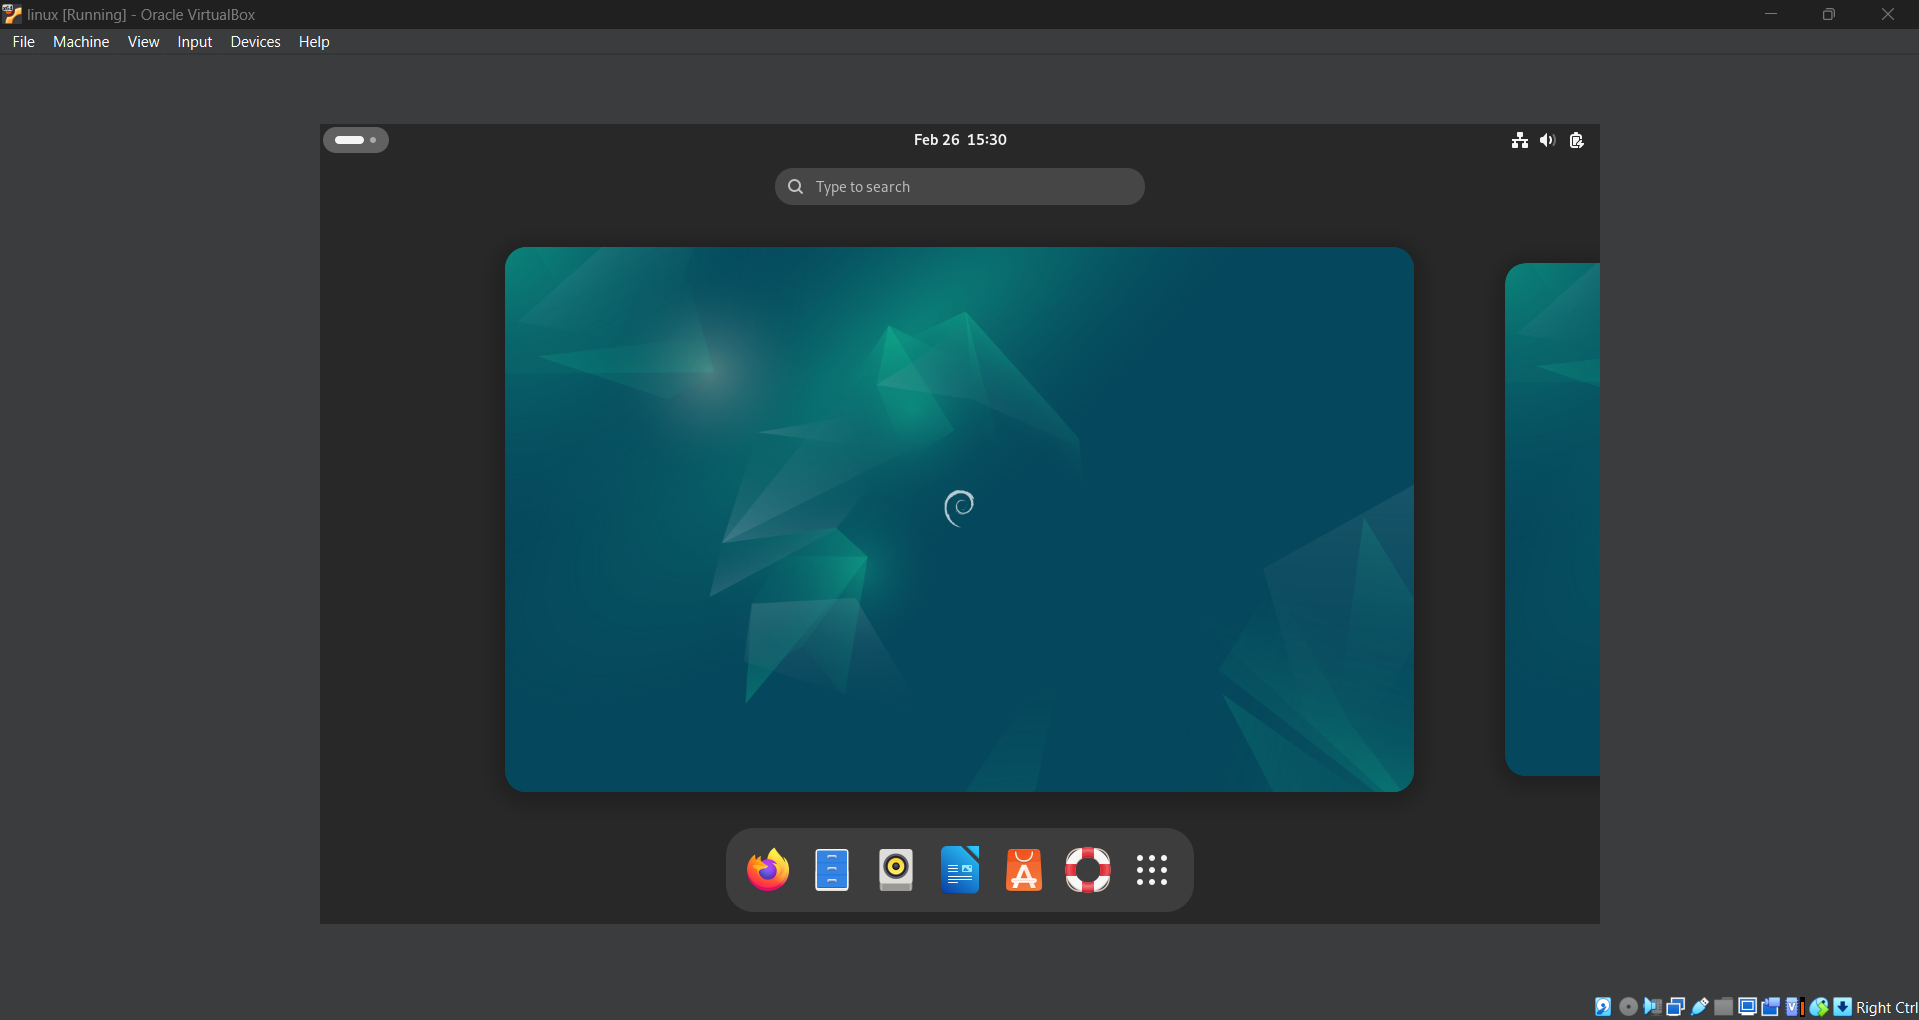 linux [Running] - Oracle VirtualBox
File Machine View Input Devices Help
Feb 26 15:30
Type to search
Right Ctrl